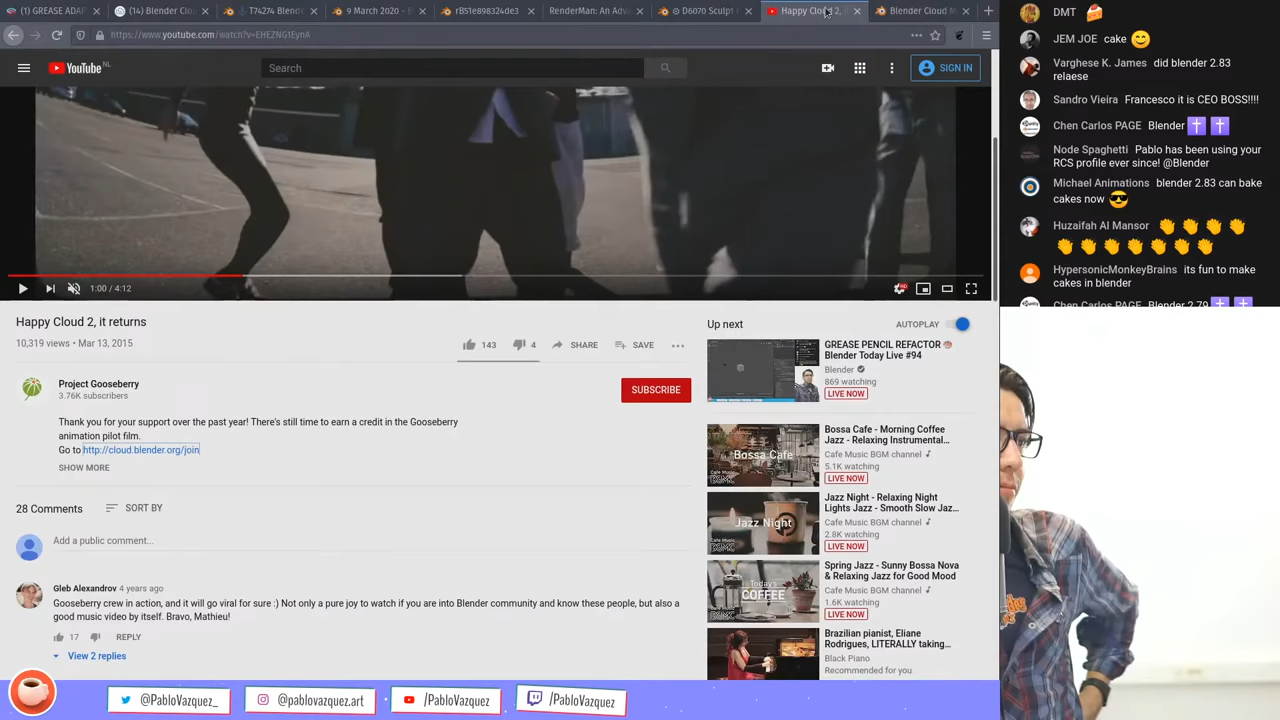 (1) GREASE ADAP
(14) Blender Clo
T74274 Blende
9 March 2020 - B
rB51e898324de3
RenderMan: An Adv
D6070 Sculpt
Happy Cloud 2,
Blender Cloud M
https://www.youtube.com/watch?v=EHEZNG1EynA
YouTube NL
Search
SIGN IN
1:00 / 4:12
HD
Happy Cloud 2, it returns
10,319 views • Mar 13, 2015
143
4
SHARE
SAVE
Project Gooseberry
3.76K subscribers
SUBSCRIBE
Thank you for your support over the past year! There's still time to earn a credit in the Gooseberry
animation pilot film.
Go to http://cloud.blender.org/join
SHOW MORE
28 Comments
SORT BY
Add a public comment...
Gleb Alexandrov 4 years ago
Gooseberry crew in action, and it will go viral for sure :) Not only a pure joy to watch if you are into Blender community and know these people, but also a
good music video by itself. Bravo, Mathieu!
17
REPLY
View 2 replies
Up next
AUTOPLAY
GREASE PENCIL REFACTOR
Blender Today Live #94
Blender
869 watching
LIVE NOW
Bossa Cafe
Bossa Cafe - Morning Coffee
Jazz - Relaxing Instrumental...
Cafe Music BGM channel
5.1K watching
LIVE NOW
Jazz Night
Jazz Night - Relaxing Night
Lights Jazz - Smooth Slow Jaz...
Cafe Music BGM channel
2.8K watching
LIVE NOW
Today's
COFFEE
Spring Jazz - Sunny Bossa Nova
& Relaxing Jazz for Good Mood
Cafe Music BGM channel
1.6K watching
LIVE NOW
Brazilian pianist, Eliane
Rodrigues, LITERALLY taking...
Black Piano
Recommended for you
DMT
JEM JOE cake
Varghese K. James did blender 2.83
relaese
Sandro Vieira Francesco it is CEO BOSS!!!!
Chen Carlos PAGE Blender
Node Spaghetti Pablo has been using your
RCS profile ever since! @Blender
Michael Animations blender 2.83 can bake
cakes now
Huzaifah Al Mansor
HypersonicMonkeyBrains its fun to make
cakes in blender
Chen Carlos PAGE Blender 2.79
@PabloVazquez_
@pablovazquez.art
/PabloVazquez
/PabloVazquez